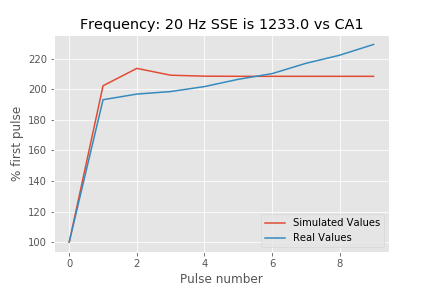 Frequency: 20 Hz SSE is 1233.0 vs CA1
220
200
180
160
140
120
100
% first pulse
Simulated Values
Real Values
0 2 4 6 8
Pulse number